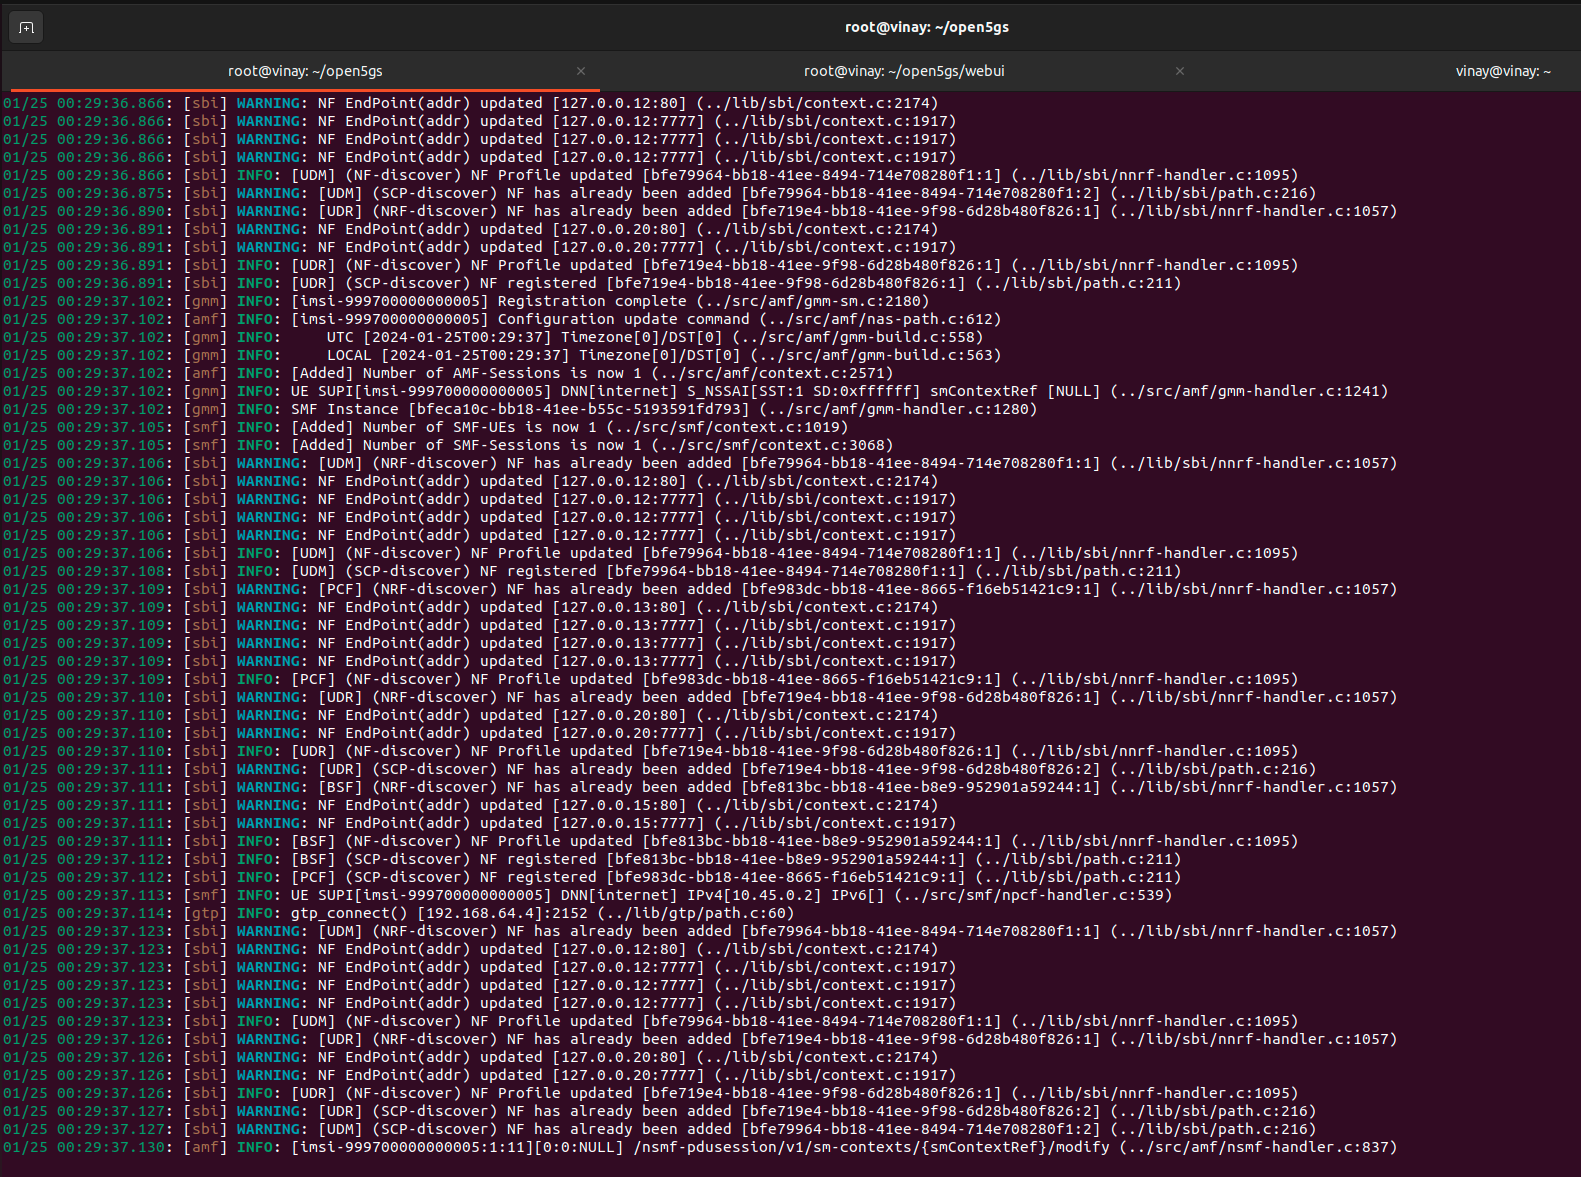 root@vinay: ~/open5gs
root@vinay: ~/open5gs × root@vinay: ~/open5gs/webui × vinay@vinay: ~
01/25 00:29:36.866: [sbi] WARNING: NF EndPoint(addr) updated [127.0.0.12:80] (../lib/sbi/context.c:2174)
01/25 00:29:36.866: [sbi] WARNING: NF EndPoint(addr) updated [127.0.0.12:7777] (../lib/sbi/context.c:1917)
01/25 00:29:36.866: [sbi] WARNING: NF EndPoint(addr) updated [127.0.0.12:7777] (../lib/sbi/context.c:1917)
01/25 00:29:36.866: [sbi] WARNING: NF EndPoint(addr) updated [127.0.0.12:7777] (../lib/sbi/context.c:1917)
01/25 00:29:36.866: [sbi] INFO: [UDM] (NF-discover) NF Profile updated [bfe79964-bb18-41ee-8494-714e708280f1:1] (../lib/sbi/nnrf-handler.c:1095)
01/25 00:29:36.875: [sbi] WARNING: [UDM] (SCP-discover) NF has already been added [bfe79964-bb18-41ee-8494-714e708280f1:2] (../lib/sbi/path.c:216)
01/25 00:29:36.890: [sbi] WARNING: [UDR] (NRF-discover) NF has already been added [bfe719e4-bb18-41ee-9f98-6d28b480f826:1] (../lib/sbi/nnrf-handler.c:1057)
01/25 00:29:36.891: [sbi] WARNING: NF EndPoint(addr) updated [127.0.0.20:80] (../lib/sbi/context.c:2174)
01/25 00:29:36.891: [sbi] WARNING: NF EndPoint(addr) updated [127.0.0.20:7777] (../lib/sbi/context.c:1917)
01/25 00:29:36.891: [sbi] INFO: [UDR] (NF-discover) NF Profile updated [bfe719e4-bb18-41ee-9f98-6d28b480f826:1] (../lib/sbi/nnrf-handler.c:1095)
01/25 00:29:36.891: [sbi] INFO: [UDR] (SCP-discover) NF registered [bfe719e4-bb18-41ee-9f98-6d28b480f826:1] (../lib/sbi/path.c:211)
01/25 00:29:37.102: [gmm] INFO: [imsi-999700000000005] Registration complete (../src/amf/gmm-sm.c:2180)
01/25 00:29:37.102: [amf] INFO: [imsi-999700000000005] Configuration update command (../src/amf/nas-path.c:612)
01/25 00:29:37.102: [gmm] INFO:     UTC [2024-01-25T00:29:37] Timezone[0]/DST[0] (../src/amf/gmm-build.c:558)
01/25 00:29:37.102: [gmm] INFO:     LOCAL [2024-01-25T00:29:37] Timezone[0]/DST[0] (../src/amf/gmm-build.c:563)
01/25 00:29:37.102: [amf] INFO: [Added] Number of AMF-Sessions is now 1 (../src/amf/context.c:2571)
01/25 00:29:37.102: [gmm] INFO: UE SUPI[imsi-999700000000005] DNN[internet] S_NSSAI[SST:1 SD:0xffffff] smContextRef [NULL] (../src/amf/gmm-handler.c:1241)
01/25 00:29:37.102: [gmm] INFO: SMF Instance [bfeca10c-bb18-41ee-b55c-5193591fd793] (../src/amf/gmm-handler.c:1280)
01/25 00:29:37.105: [smf] INFO: [Added] Number of SMF-UEs is now 1 (../src/smf/context.c:1019)
01/25 00:29:37.105: [smf] INFO: [Added] Number of SMF-Sessions is now 1 (../src/smf/context.c:3068)
01/25 00:29:37.106: [sbi] WARNING: [UDM] (NRF-discover) NF has already been added [bfe79964-bb18-41ee-8494-714e708280f1:1] (../lib/sbi/nnrf-handler.c:1057)
01/25 00:29:37.106: [sbi] WARNING: NF EndPoint(addr) updated [127.0.0.12:80] (../lib/sbi/context.c:2174)
01/25 00:29:37.106: [sbi] WARNING: NF EndPoint(addr) updated [127.0.0.12:7777] (../lib/sbi/context.c:1917)
01/25 00:29:37.106: [sbi] WARNING: NF EndPoint(addr) updated [127.0.0.12:7777] (../lib/sbi/context.c:1917)
01/25 00:29:37.106: [sbi] WARNING: NF EndPoint(addr) updated [127.0.0.12:7777] (../lib/sbi/context.c:1917)
01/25 00:29:37.106: [sbi] INFO: [UDM] (NF-discover) NF Profile updated [bfe79964-bb18-41ee-8494-714e708280f1:1] (../lib/sbi/nnrf-handler.c:1095)
01/25 00:29:37.108: [sbi] INFO: [UDM] (SCP-discover) NF registered [bfe79964-bb18-41ee-8494-714e708280f1:1] (../lib/sbi/path.c:211)
01/25 00:29:37.109: [sbi] WARNING: [PCF] (NRF-discover) NF has already been added [bfe983dc-bb18-41ee-8665-f16eb51421c9:1] (../lib/sbi/nnrf-handler.c:1057)
01/25 00:29:37.109: [sbi] WARNING: NF EndPoint(addr) updated [127.0.0.13:80] (../lib/sbi/context.c:2174)
01/25 00:29:37.109: [sbi] WARNING: NF EndPoint(addr) updated [127.0.0.13:7777] (../lib/sbi/context.c:1917)
01/25 00:29:37.109: [sbi] WARNING: NF EndPoint(addr) updated [127.0.0.13:7777] (../lib/sbi/context.c:1917)
01/25 00:29:37.109: [sbi] WARNING: NF EndPoint(addr) updated [127.0.0.13:7777] (../lib/sbi/context.c:1917)
01/25 00:29:37.109: [sbi] INFO: [PCF] (NF-discover) NF Profile updated [bfe983dc-bb18-41ee-8665-f16eb51421c9:1] (../lib/sbi/nnrf-handler.c:1095)
01/25 00:29:37.110: [sbi] WARNING: [UDR] (NRF-discover) NF has already been added [bfe719e4-bb18-41ee-9f98-6d28b480f826:1] (../lib/sbi/nnrf-handler.c:1057)
01/25 00:29:37.110: [sbi] WARNING: NF EndPoint(addr) updated [127.0.0.20:80] (../lib/sbi/context.c:2174)
01/25 00:29:37.110: [sbi] WARNING: NF EndPoint(addr) updated [127.0.0.20:7777] (../lib/sbi/context.c:1917)
01/25 00:29:37.110: [sbi] INFO: [UDR] (NF-discover) NF Profile updated [bfe719e4-bb18-41ee-9f98-6d28b480f826:1] (../lib/sbi/nnrf-handler.c:1095)
01/25 00:29:37.111: [sbi] WARNING: [UDR] (SCP-discover) NF has already been added [bfe719e4-bb18-41ee-9f98-6d28b480f826:2] (../lib/sbi/path.c:216)
01/25 00:29:37.111: [sbi] WARNING: [BSF] (NRF-discover) NF has already been added [bfe813bc-bb18-41ee-b8e9-952901a59244:1] (../lib/sbi/nnrf-handler.c:1057)
01/25 00:29:37.111: [sbi] WARNING: NF EndPoint(addr) updated [127.0.0.15:80] (../lib/sbi/context.c:2174)
01/25 00:29:37.111: [sbi] WARNING: NF EndPoint(addr) updated [127.0.0.15:7777] (../lib/sbi/context.c:1917)
01/25 00:29:37.111: [sbi] INFO: [BSF] (NF-discover) NF Profile updated [bfe813bc-bb18-41ee-b8e9-952901a59244:1] (../lib/sbi/nnrf-handler.c:1095)
01/25 00:29:37.112: [sbi] INFO: [BSF] (SCP-discover) NF registered [bfe813bc-bb18-41ee-b8e9-952901a59244:1] (../lib/sbi/path.c:211)
01/25 00:29:37.112: [sbi] INFO: [PCF] (SCP-discover) NF registered [bfe983dc-bb18-41ee-8665-f16eb51421c9:1] (../lib/sbi/path.c:211)
01/25 00:29:37.113: [smf] INFO: UE SUPI[imsi-999700000000005] DNN[internet] IPv4[10.45.0.2] IPv6[] (../src/smf/npcf-handler.c:539)
01/25 00:29:37.114: [gtp] INFO: gtp_connect() [192.168.64.4]:2152 (../lib/gtp/path.c:60)
01/25 00:29:37.123: [sbi] WARNING: [UDM] (NRF-discover) NF has already been added [bfe79964-bb18-41ee-8494-714e708280f1:1] (../lib/sbi/nnrf-handler.c:1057)
01/25 00:29:37.123: [sbi] WARNING: NF EndPoint(addr) updated [127.0.0.12:80] (../lib/sbi/context.c:2174)
01/25 00:29:37.123: [sbi] WARNING: NF EndPoint(addr) updated [127.0.0.12:7777] (../lib/sbi/context.c:1917)
01/25 00:29:37.123: [sbi] WARNING: NF EndPoint(addr) updated [127.0.0.12:7777] (../lib/sbi/context.c:1917)
01/25 00:29:37.123: [sbi] WARNING: NF EndPoint(addr) updated [127.0.0.12:7777] (../lib/sbi/context.c:1917)
01/25 00:29:37.123: [sbi] INFO: [UDM] (NF-discover) NF Profile updated [bfe79964-bb18-41ee-8494-714e708280f1:1] (../lib/sbi/nnrf-handler.c:1095)
01/25 00:29:37.126: [sbi] WARNING: [UDR] (NRF-discover) NF has already been added [bfe719e4-bb18-41ee-9f98-6d28b480f826:1] (../lib/sbi/nnrf-handler.c:1057)
01/25 00:29:37.126: [sbi] WARNING: NF EndPoint(addr) updated [127.0.0.20:80] (../lib/sbi/context.c:2174)
01/25 00:29:37.126: [sbi] WARNING: NF EndPoint(addr) updated [127.0.0.20:7777] (../lib/sbi/context.c:1917)
01/25 00:29:37.126: [sbi] INFO: [UDR] (NF-discover) NF Profile updated [bfe719e4-bb18-41ee-9f98-6d28b480f826:1] (../lib/sbi/nnrf-handler.c:1095)
01/25 00:29:37.127: [sbi] WARNING: [UDR] (SCP-discover) NF has already been added [bfe719e4-bb18-41ee-9f98-6d28b480f826:2] (../lib/sbi/path.c:216)
01/25 00:29:37.127: [sbi] WARNING: [UDM] (SCP-discover) NF has already been added [bfe79964-bb18-41ee-8494-714e708280f1:2] (../lib/sbi/path.c:216)
01/25 00:29:37.130: [amf] INFO: [imsi-999700000000005:1:11][0:0:NULL] /nsmf-pdusession/v1/sm-contexts/{smContextRef}/modify (../src/amf/nsmf-handler.c:837)